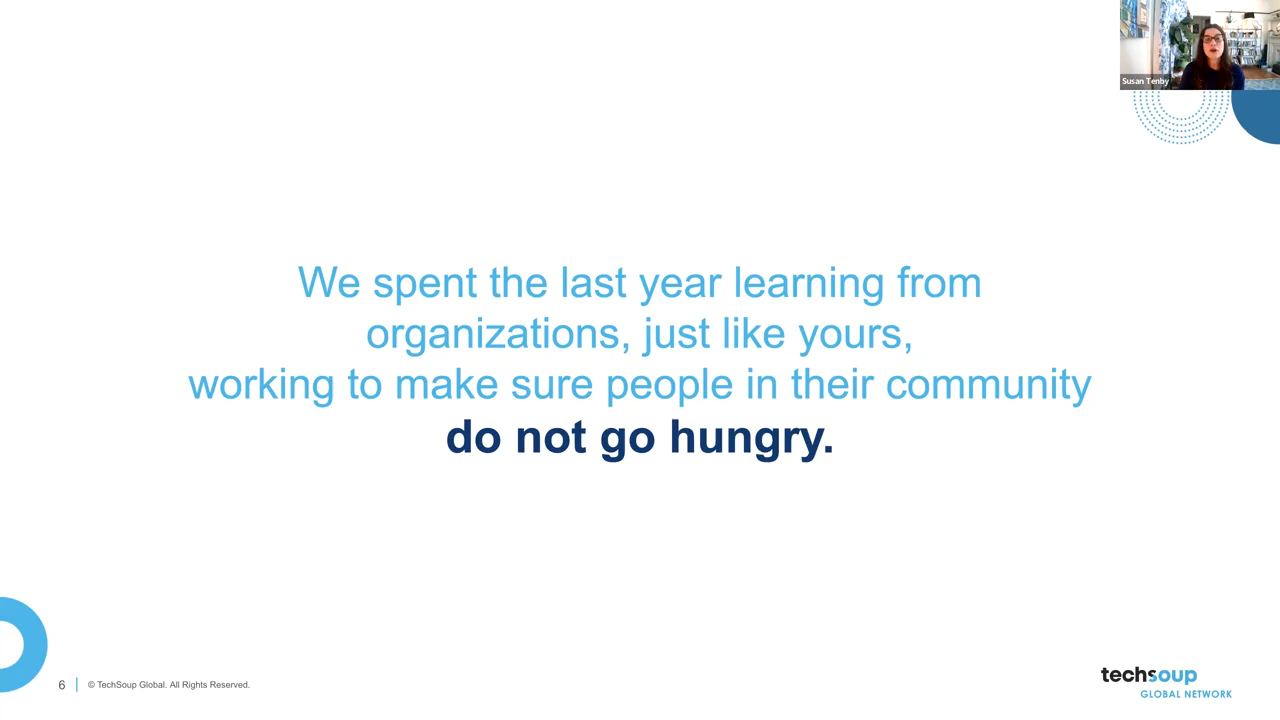 Susan Tenby
We spent the last year learning from
organizations, just like yours,
working to make sure people in their community
do not go hungry.
6
© TechSoup Global. All Rights Reserved.
techsoup
GLOBAL NETWORK